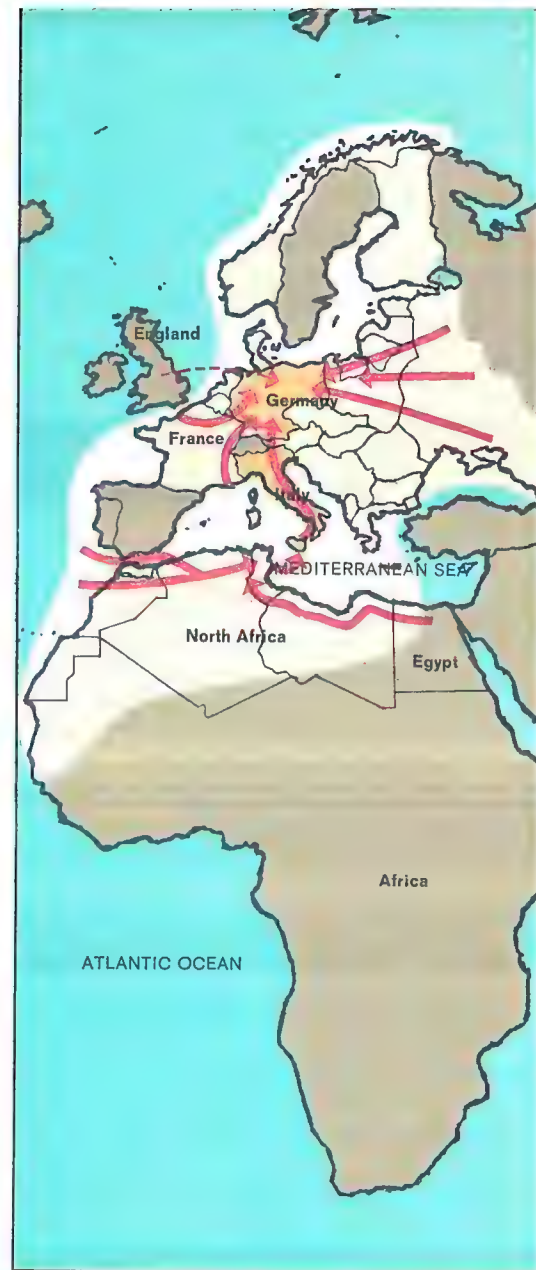 England
Germany
France
Italy
MEDITERRANEAN SEA
North Africa
Egypt
Africa
ATLANTIC OCEAN